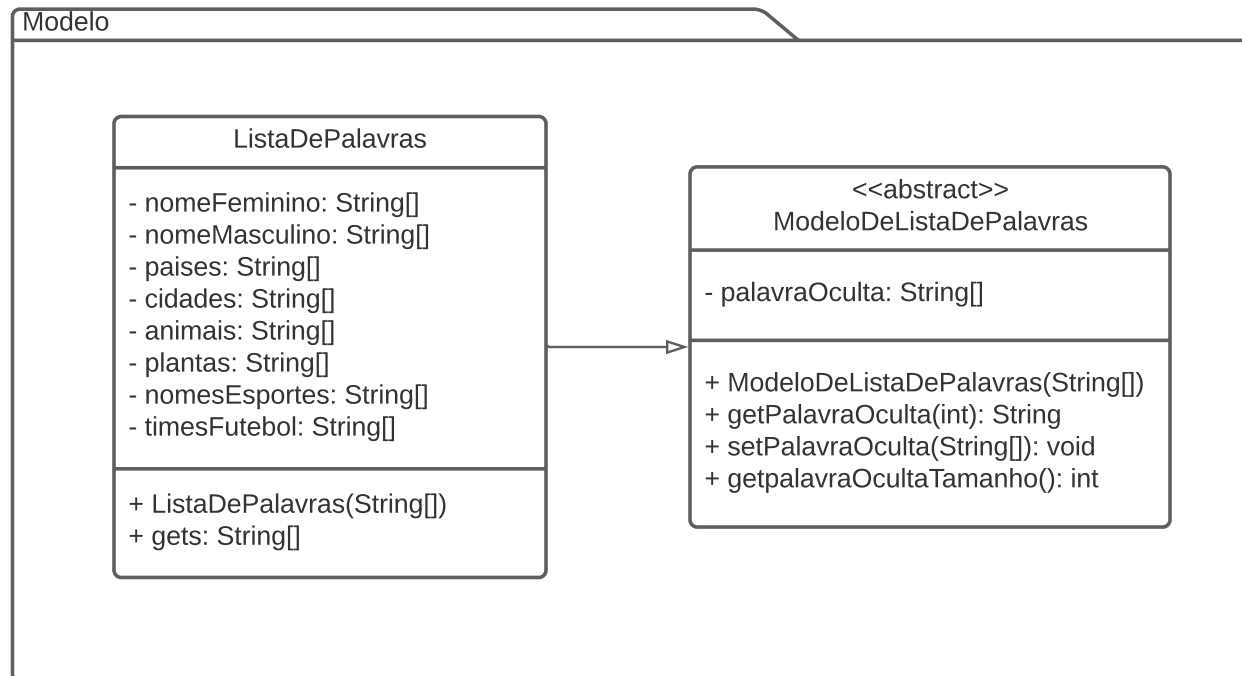 Modelo
ListaDePalavras
- nomeFeminino: String[]
- nomeMasculino: String[]
- paises: String[]
- cidades: String[]
- animais: String[]
- plantas: String[]
- nomesEsportes: String[]
- timesFutebol: String[]
+ ListaDePalavras(String[])
+ gets: String[]
<<abstract>>
ModeloDeListaDePalavras
- palavraOculta: String[]
+ ModeloDeListaDePalavras(String[])
+ getPalavraOculta(int): String
+ setPalavraOculta(String[]): void
+ getpalavraOcultaTamanho(): int